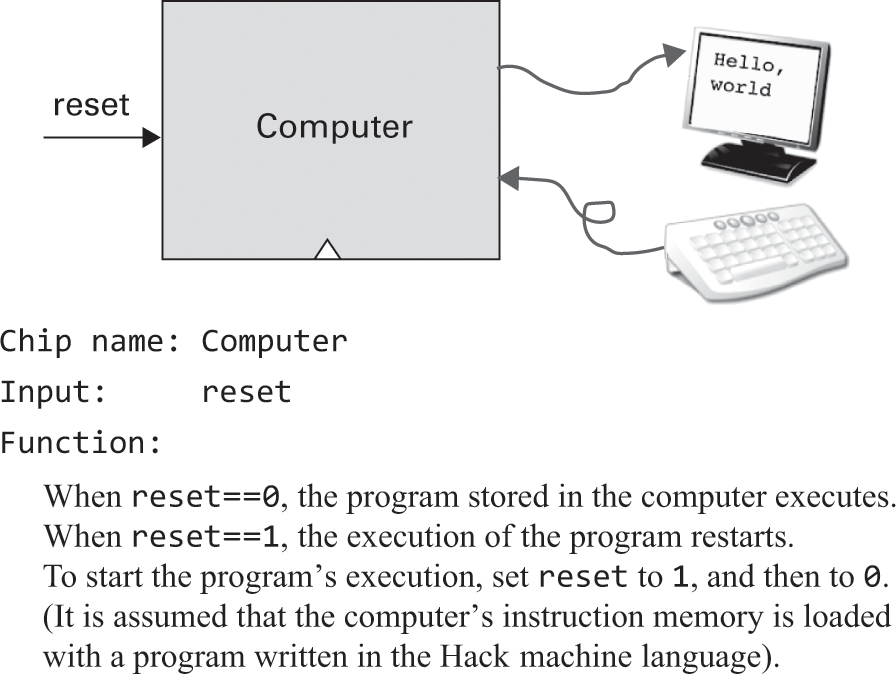 Hello,
world
reset
Computer
Chip name: Computer
Input: reset
Function:
When reset==0, the program stored in the computer executes.
When reset==1, the execution of the program restarts.
To start the program’s execution, set reset to 1, and then to 0.
(It is assumed that the computer’s instruction memory is loaded
with a program written in the Hack machine language).